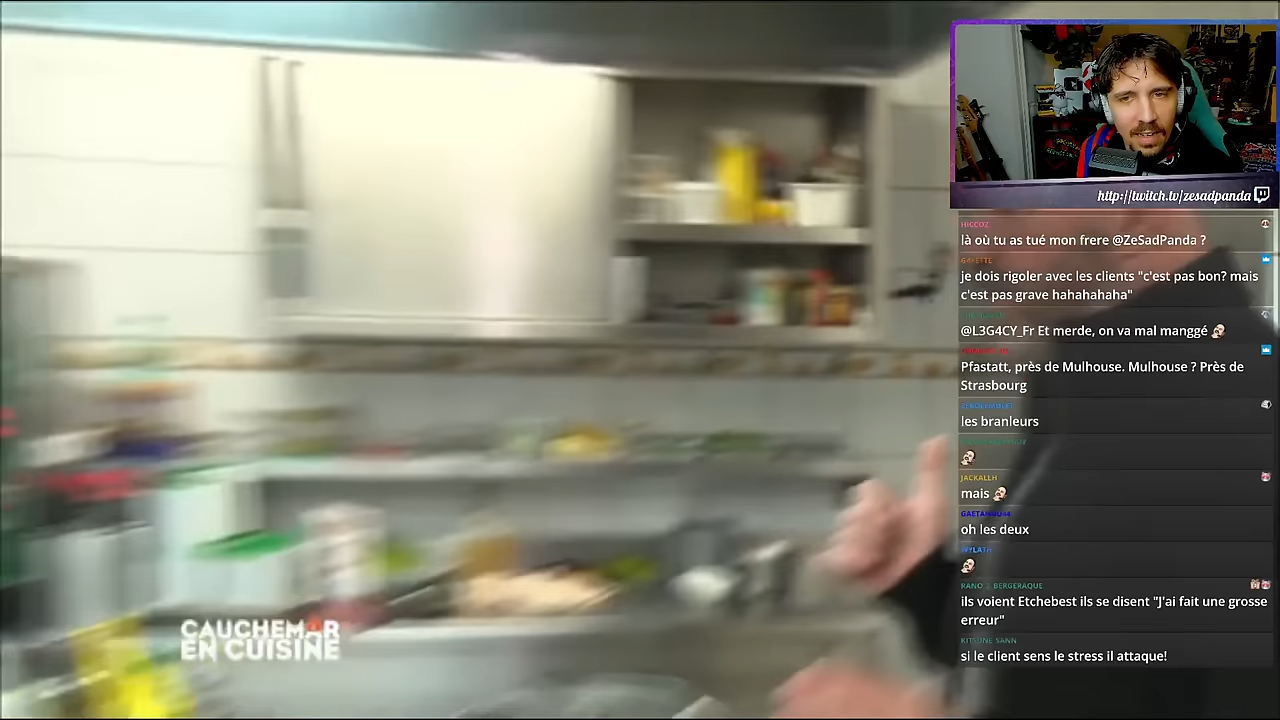 http://twitch.tv/zesadpanda
HICCOZ
là où tu as tué mon frere @ZeSadPanda ?
je dois rigoler avec les clients "c'est pas bon? mais
c'est pas grave hahahahaha"
@L3G4CY_Fr Et merde, on va mal manggé
Pfastatt, près de Mulhouse. Mulhouse ? Près de
Strasbourg
les branleurs
JACKALLH
mais
oh les deux
WYLATH
ils voient Etchebest ils se disent "J'ai fait une grosse
erreur"
KITSUNE_SANN
si le client sens le stress il attaque!
CAUCHEMAR
EN CUISINE